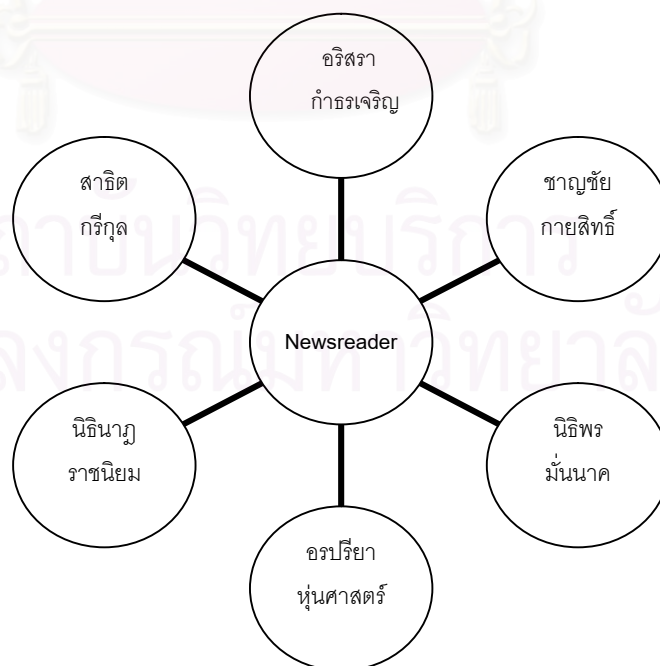 อริสรา
กำธรเจริญ
สาธิต
กรีกุล
ชาญชัย
กายสิทธิ์
Newsreader
นิธินาฎ
ราชนิยม
นิธิพร
มั่นนาค
อรปรียา
หุ่นศาสตร์